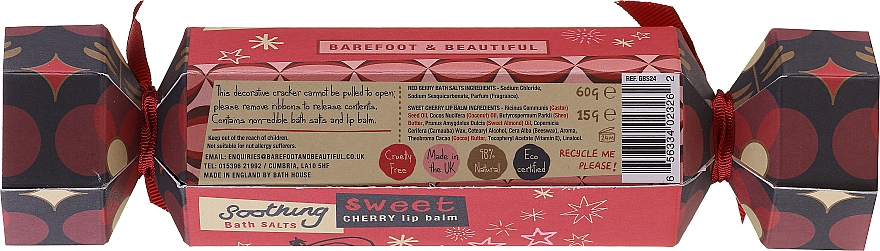 BAREFOOT & BEAUTIFUL
This decorative cracker cannot be pulled to open;
please remove ribbons to release contents.
Contains non-edible bath salts and lip balm.
Keep out of the reach of children.
Not suitable for nut allergy sufferers.
EMAIL: ENQUIRIES@BAREFOOTANDBEAUTIFUL.CO.UK
TEL: 015396 21992 / CUMBRIA, LA10 5HF
MADE IN ENGLAND BY BATH HOUSE
RED BERRY BATH SALTS INGREDIENTS - Sodium Chloride,
Sodium Sesquicarbonate, Parfum (Fragrance).
SWEET CHERRY LIP BALM INGREDIENTS - Ricinus Communis (Castor)
Seed Oil, Cocos Nucifera (Coconut) Oil, Butyrospermum Parkii (Shea)
Butter, Prunus Amygdalus Dulcis (Sweet Almond) Oil, Copernicia
Cerifera (Carnauba) Wax, Cetearyl Alcohol, Cera Alba (Beeswax), Aroma,
Theobroma Cacao (Cocoa) Butter, Tocopheryl Acetate (Vitamin E), Linalool.
60g e
15g e
24M
REF. GBS24
Cruelty
Free
Made in
the UK
98%
Natural
Eco
certified
RECYCLE ME
PLEASE!
Soothing
Bath SALTS
sweet
CHERRY lip balm